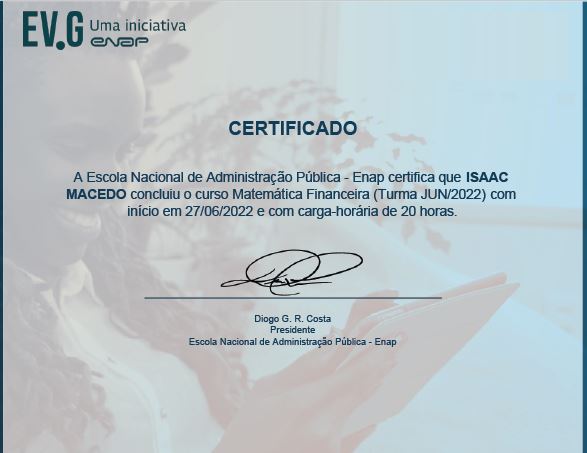 EV.G Uma iniciativa
enap
CERTIFICADO
A Escola Nacional de Administração Pública - Enap certifica que ISAAC
MACEDO concluiu o curso Matemática Financeira (Turma JUN/2022) com
início em 27/06/2022 e com carga-horária de 20 horas.
Diogo G. R. Costa
Presidente
Escola Nacional de Administração Pública - Enap